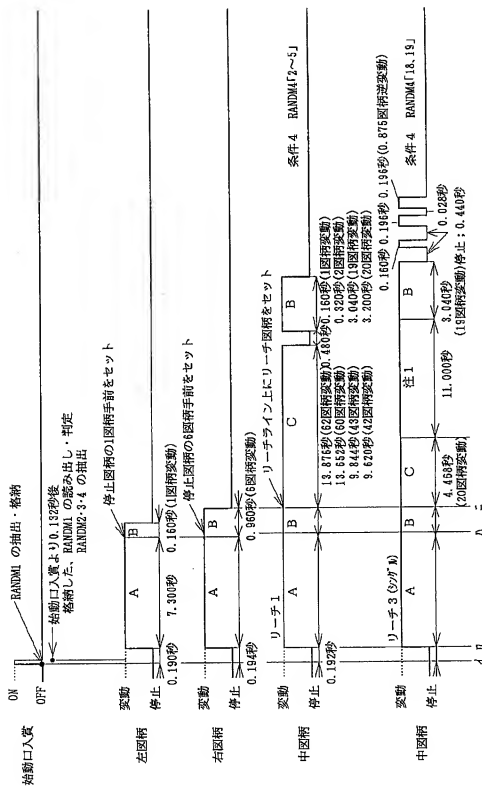 ON
始動口入賞
OFF
RANDM1 の抽出・格納
始動口入賞より0.132秒後
格納した、RANDM1 の読み出し・判定
RANDM2・3・4 の抽出
変動
左図柄
停止
0.190秒
A
7.300秒
B
0.160秒(1図柄変動)
停止図柄の1図柄手前をセット
変動
右図柄
停止
0.194秒
A
B
0.960秒(6図柄変動)
停止図柄の6図柄手前をセット
変動
中図柄
停止
0.192秒
リーチ1
A
B
リーチライン上にリーチ図柄をセット
C
13.876秒(62図柄変動)
13.652秒(60図柄変動)
9.844秒(43図柄変動)
9.620秒(42図柄変動)
0.480秒
B
0.160秒(1図柄変動)
0.320秒(2図柄変動)
3.040秒(19図柄変動)
3.200秒(20図柄変動)
条件4 RANDM4「2～5」
変動
中図柄
停止
リーチ3(シングル)
A
B
C
4.468秒
(20図柄変動)
注1
11.000秒
B
3.040秒
(19図柄変動)
停止;0.440秒
0.028秒
0.160秒
0.196秒
0.196秒(0.875図柄逆変動)
条件4 RANDM4「18,19」
イ
ロ
ハ
ニ